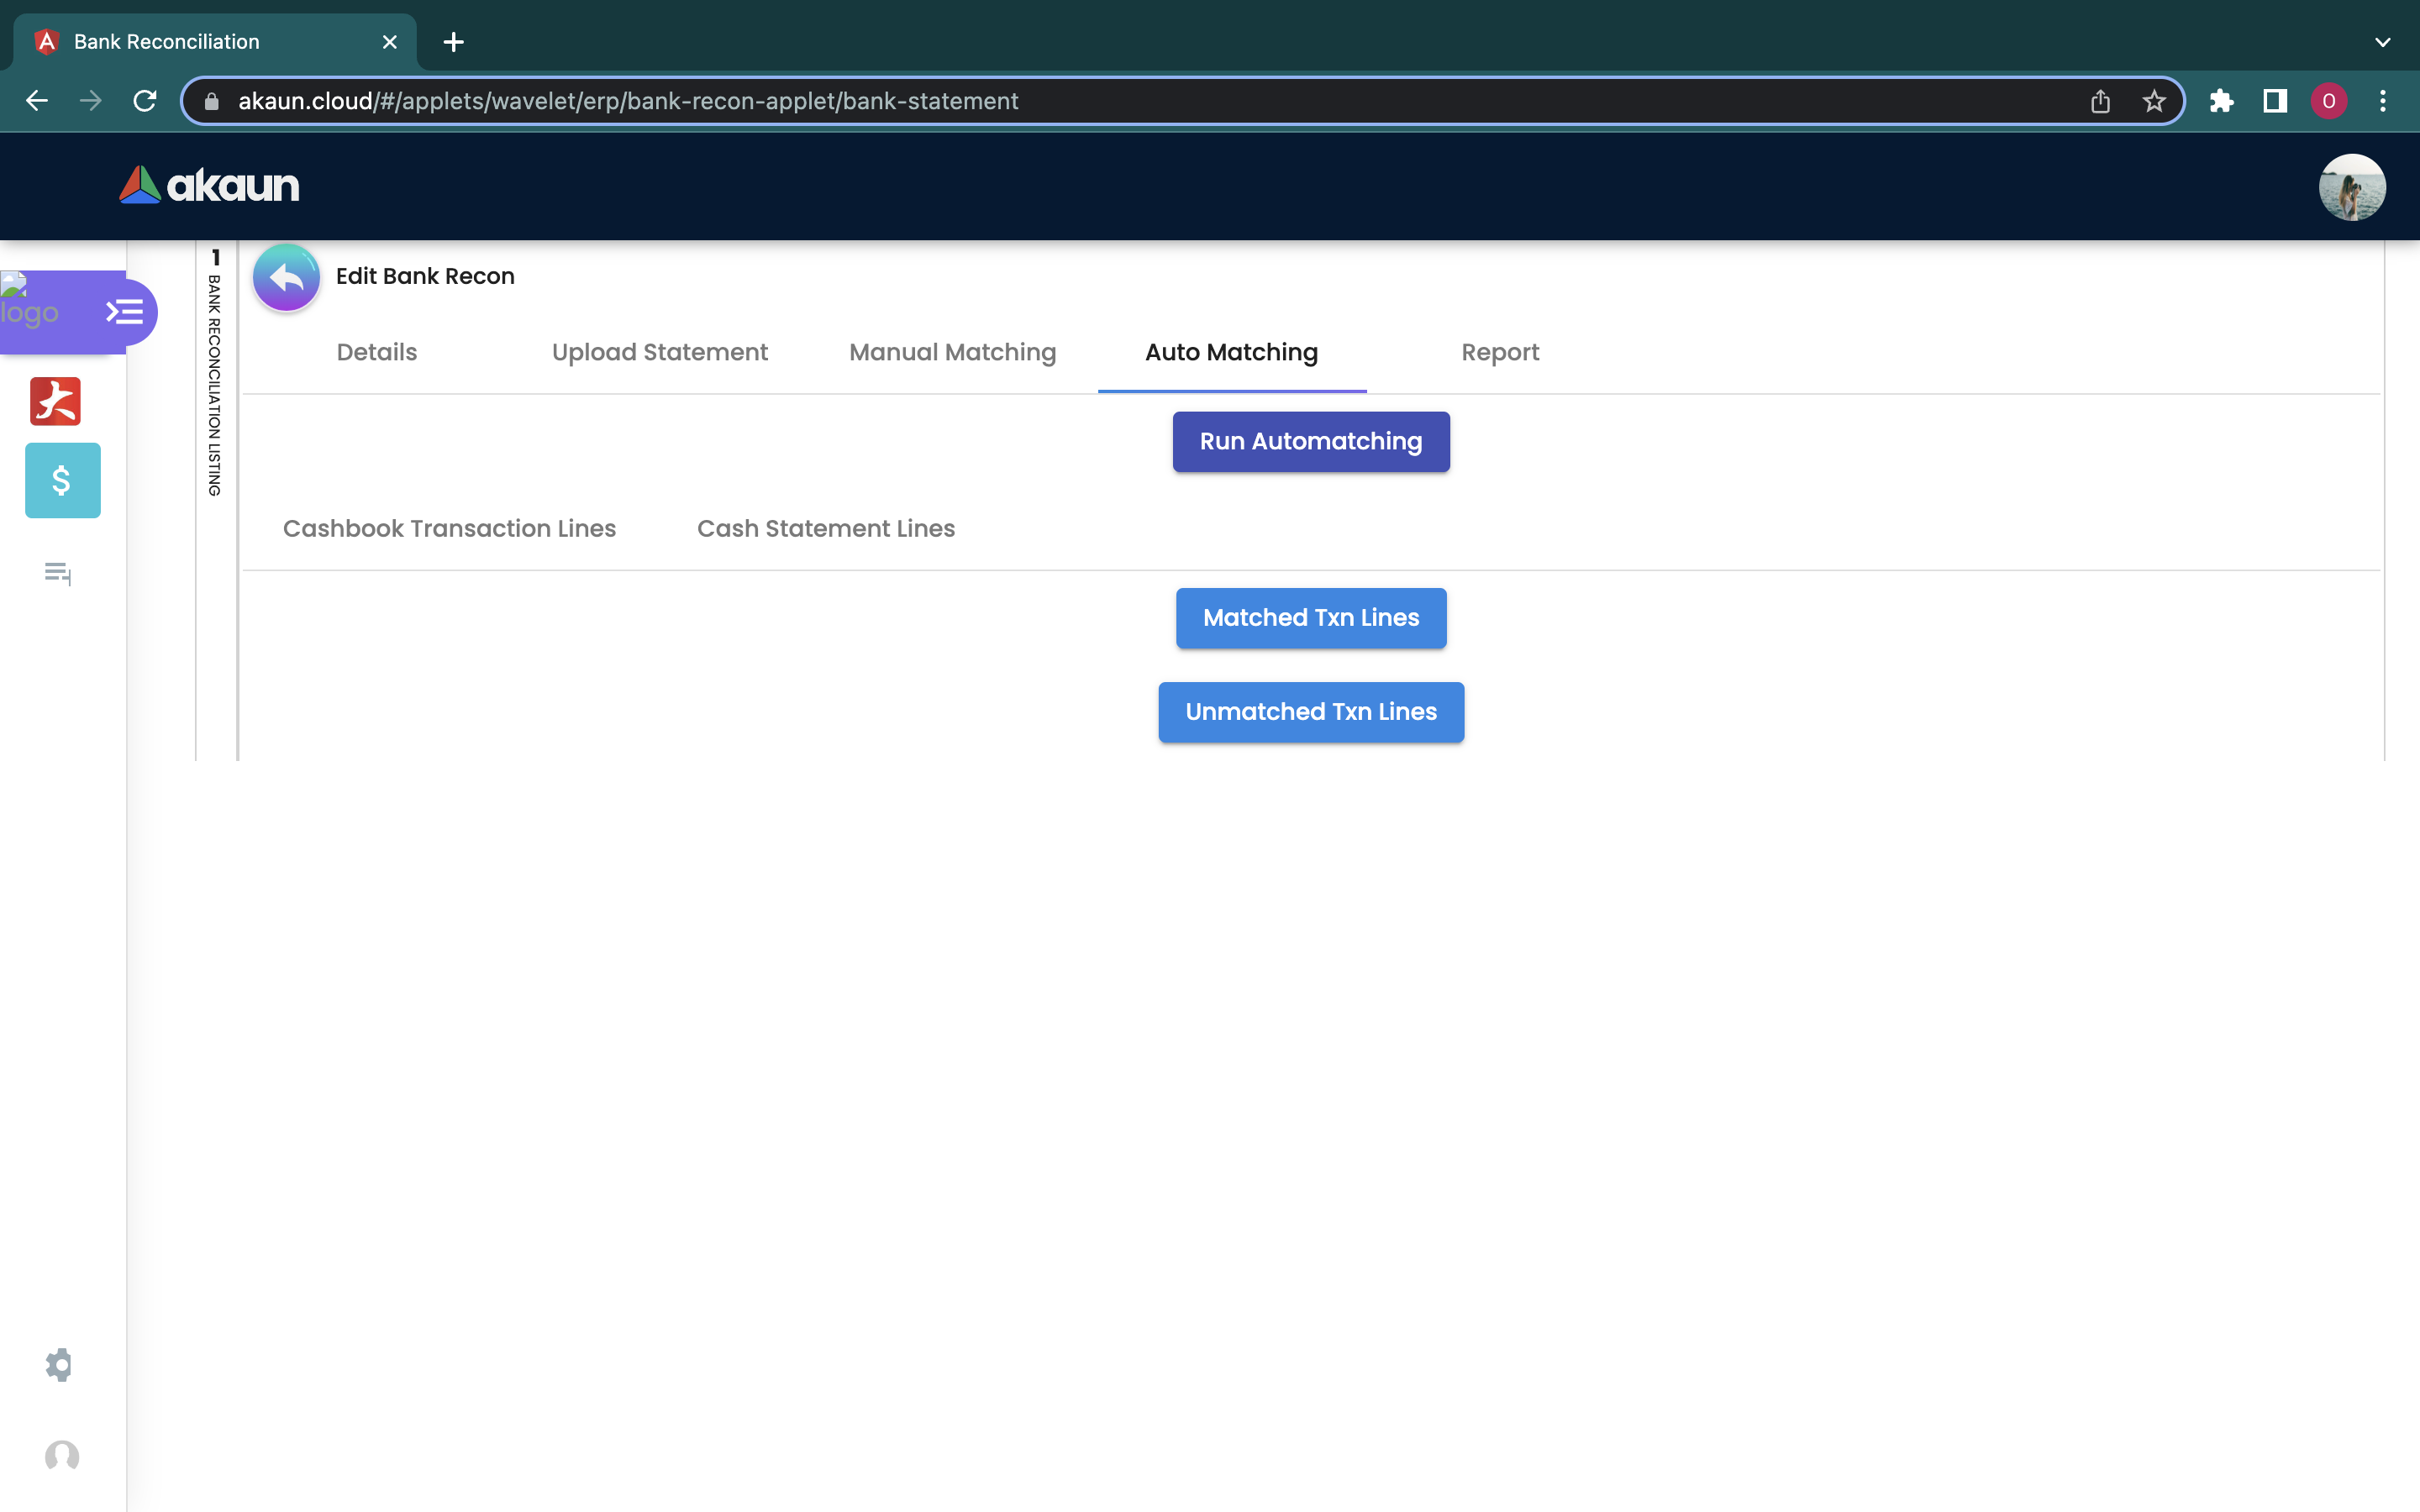 Bank Reconciliation
akaun.cloud/#/applets/wavelet/erp/bank-recon-applet/bank-statement
O
akaun
logo
$
1
BANK RECONCILIATION LISTING
Edit Bank Recon
Details Upload Statement Manual Matching Auto Matching Report
Run Automatching
Cashbook Transaction Lines Cash Statement Lines
Matched Txn Lines
Unmatched Txn Lines